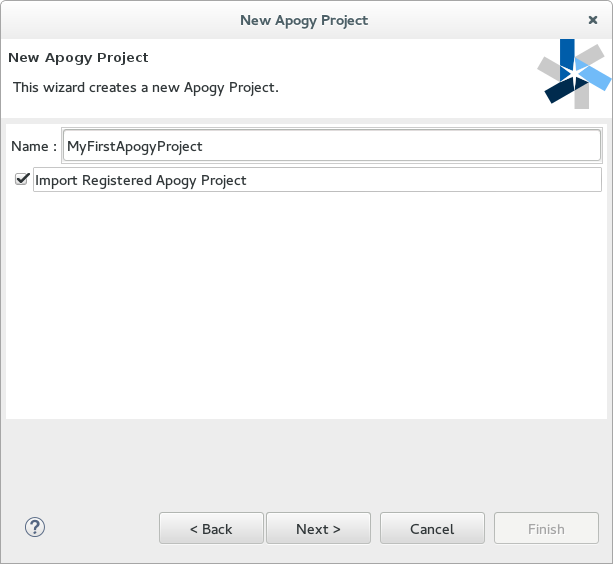 New Apogy Project
New Apogy Project
This wizard creates a new Apogy Project.
Name : MyFirstApogyProject
Import Registered Apogy Project
? < Back Next > Cancel Finish